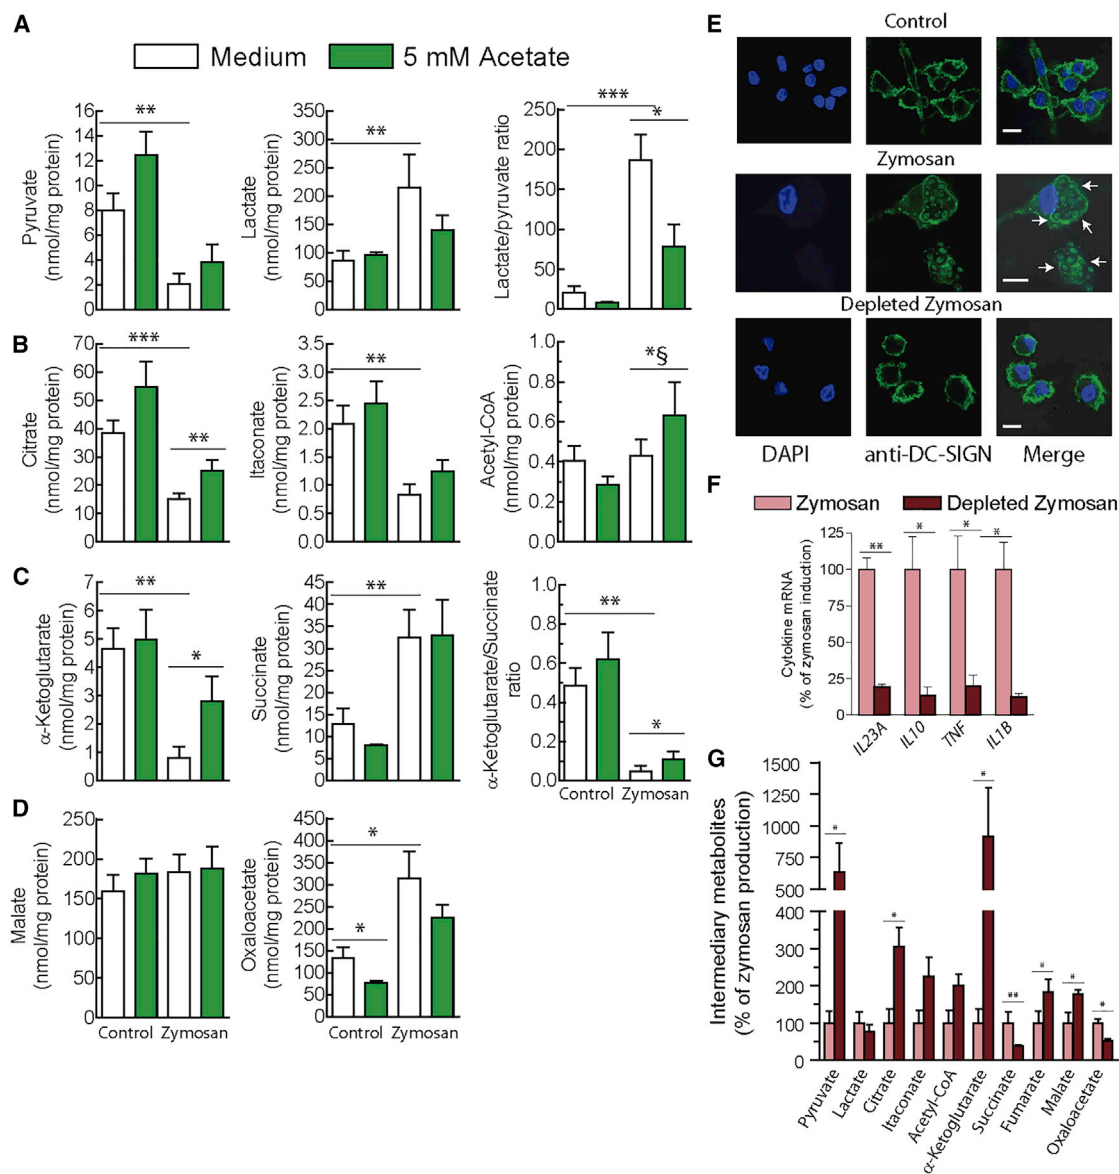 A
Medium 5 mM Acetate
Pyruvate
(nmol/mg protein)
16
14
12
10
8
6
4
2
0
**
Lactate
(nmol/mg protein)
350
300
250
200
150
100
50
0
**
Lactate/pyruvate ratio
250
200
150
100
50
0
***
*
B
Citrate
(nmol/mg protein)
70
60
50
40
30
20
10
0
***
**
Itaconate
(nmol/mg protein)
3.5
3.0
2.5
2.0
1.5
1.0
0.5
0
**
Acetyl-CoA
(nmol/mg protein)
1.0
0.8
0.6
0.4
0.2
0.0
*§
C
α-Ketoglutarate
(nmol/mg protein)
7
6
5
4
3
2
1
0
**
*
Succinate
(nmol/mg protein)
45
40
35
30
25
20
15
10
5
0
**
α-Ketoglutarate/Succinate
ratio
1.0
0.8
0.6
0.4
0.2
0.0
**
*
Control Zymosan
D
Malate
(nmol/mg protein)
250
200
150
100
50
0
Control Zymosan
Oxaloacetate
(nmol/mg protein)
450
400
350
300
250
200
150
100
50
0
*
*
Control Zymosan
E
Control
Zymosan
Depleted Zymosan
DAPI anti-DC-SIGN Merge
F
Zymosan Depleted Zymosan
Cytokine mRNA
(% of zymosan induction)
125
100
75
50
25
0
** * * *
IL23A IL10 TNF IL1B
G
Intermediary metabolites
(% of zymosan production)
1500
1250
1000
750
500
400
300
200
100
0
* * * ** * * *
Pyruvate
Lactate
Citrate
Itaconate
Acetyl-CoA
α-Ketoglutarate
Succinate
Fumarate
Malate
Oxaloacetate